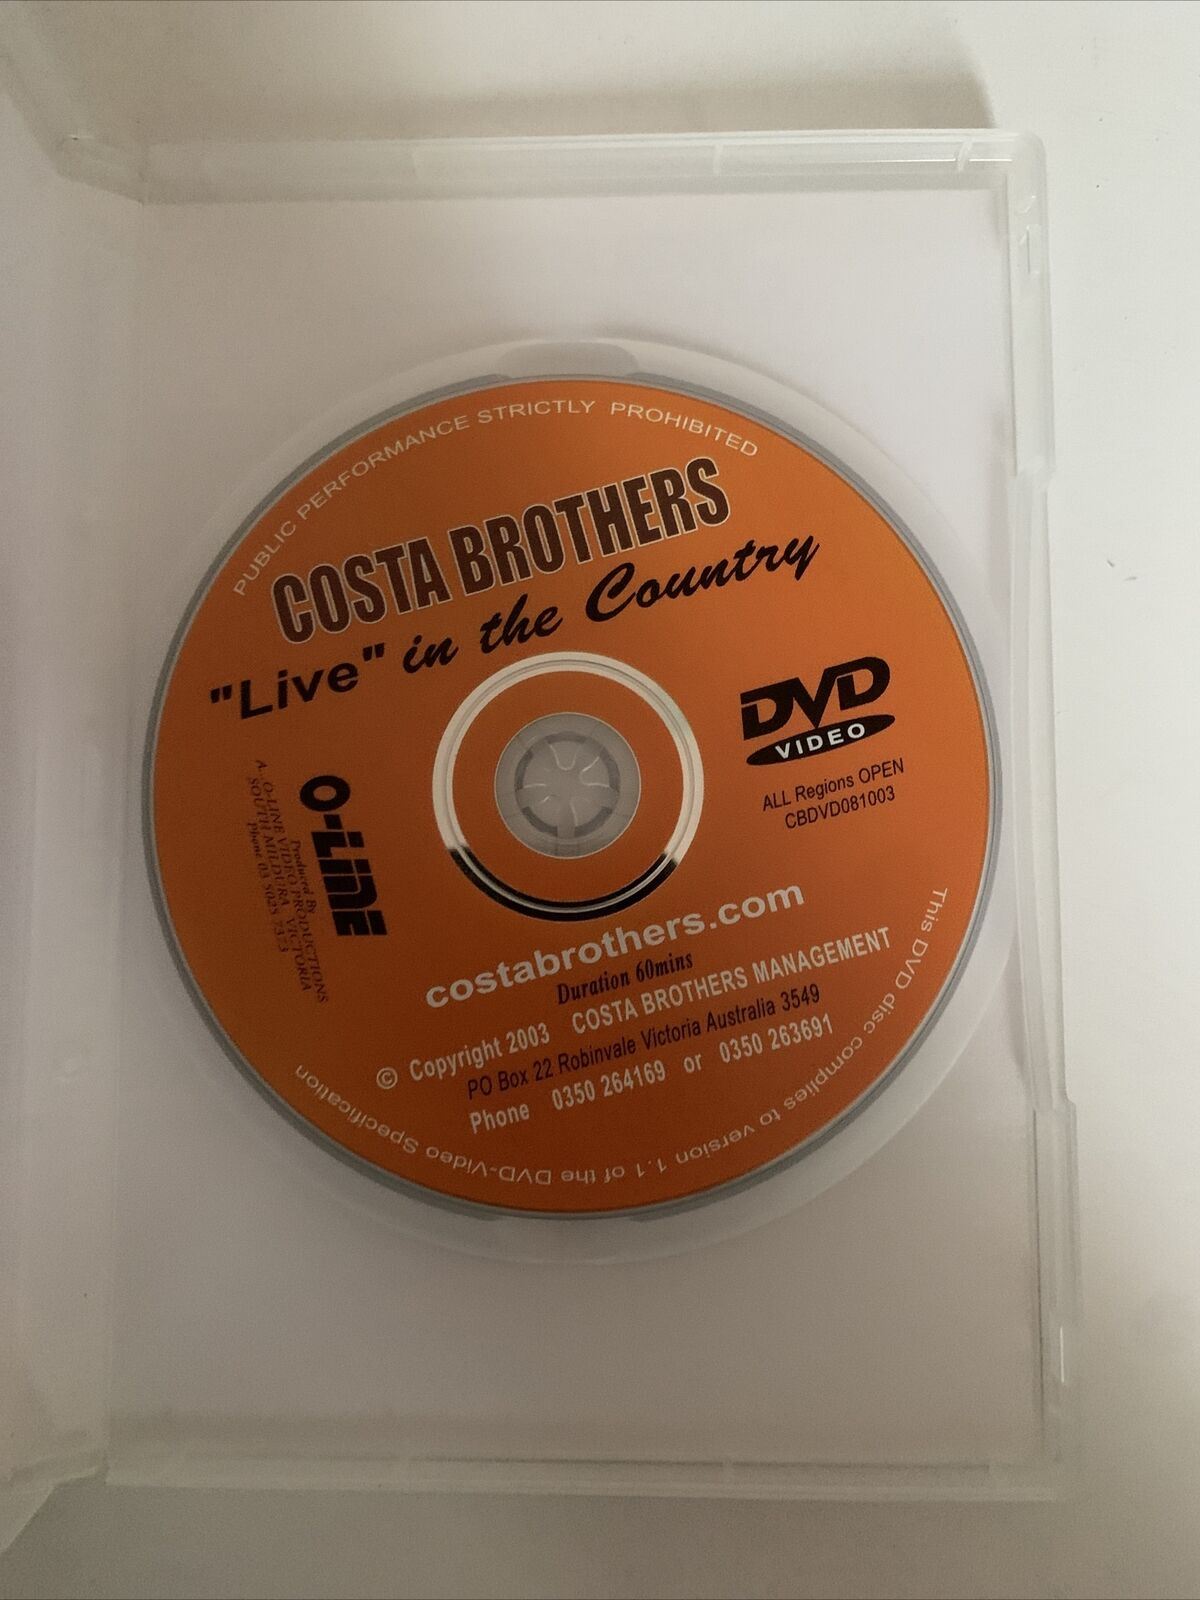 PUBLIC PERFORMANCE STRICTLY PROHIBITED
COSTA BROTHERS
"Live" in the Country
DVD
VIDEO
ALL Regions OPEN
CBDVD081003
O-LINE
Produced By
O-LINE VIDEO PRODUCTIONS
SOUTH MILDURA VICTORIA
costabrothers.com
Duration 60mins
© Copyright 2003 COSTA BROTHERS MANAGEMENT
PO Box 22 Robinvale Victoria Australia 3549
Phone 0350 264169 or 0350 263691
This DVD disc complies to version 1.1 of the DVD-Video Specification